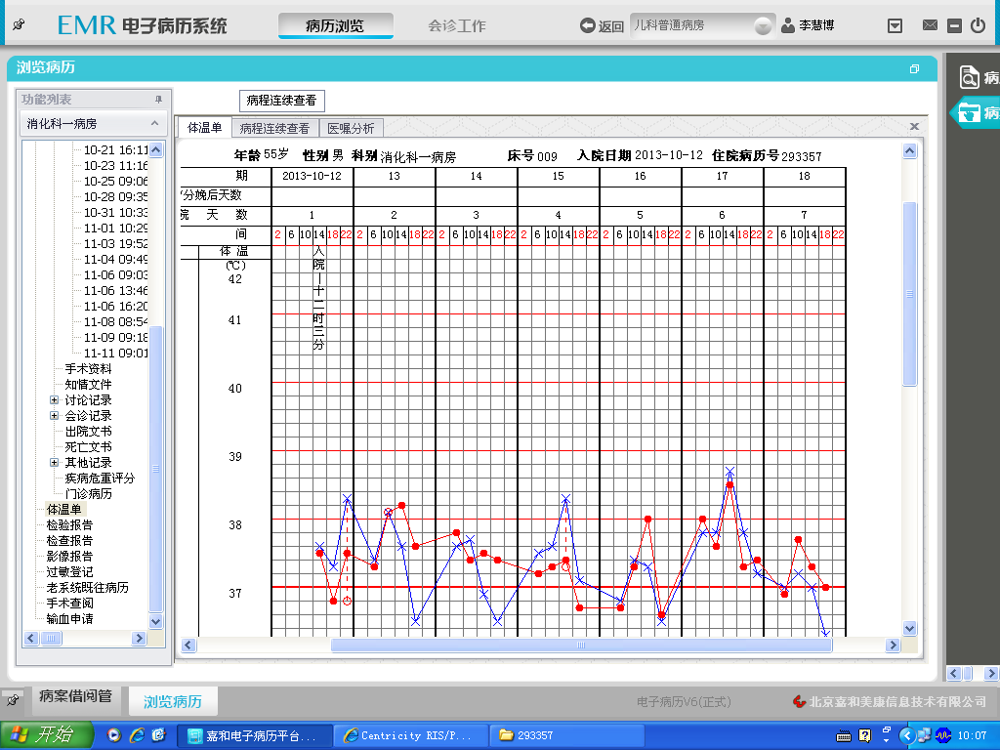 EMR 电子病历系统
病历浏览
会诊工作
返回
儿科普通病房
李慧博
浏览病历
病
病
功能列表
消化科一病房
病程连续查看
体温单
病程连续查看
医嘱分析
10-21 16:11
10-23 11:16
10-25 09:06
10-28 09:35
10-31 10:33
11-01 10:29
11-03 19:52
11-04 09:49
11-06 09:03
11-06 13:46
11-06 16:20
11-08 08:54
11-09 09:18
11-11 09:01
手术资料
知情文件
讨论记录
会诊记录
出院文书
死亡文书
其他记录
疾病危重评分
门诊病历
体温单
检验报告
检查报告
影像报告
过敏登记
老系统既往病历
手术查阅
输血申请
年龄 55岁 性别 男 科别 消化科一病房 床号 009 入院日期 2013-10-12 住院病历号 293357
期 2013-10-12 13 14 15 16 17 18
分娩后天数
院 天 数 1 2 3 4 5 6 7
间 2 6 10 14 18 22 2 6 10 14 18 22 2 6 10 14 18 22 2 6 10 14 18 22 2 6 10 14 18 22 2 6 10 14 18 22 2 6 10 14 18 22
体 温
(℃)
42
41
40
39
38
37
入院|十二时三分
病案借阅管
浏览病历
电子病历V6(正式)
北京嘉和美康信息技术有限公司
开始
嘉和电子病历平台...
Centricity RIS/P...
293357
10:07